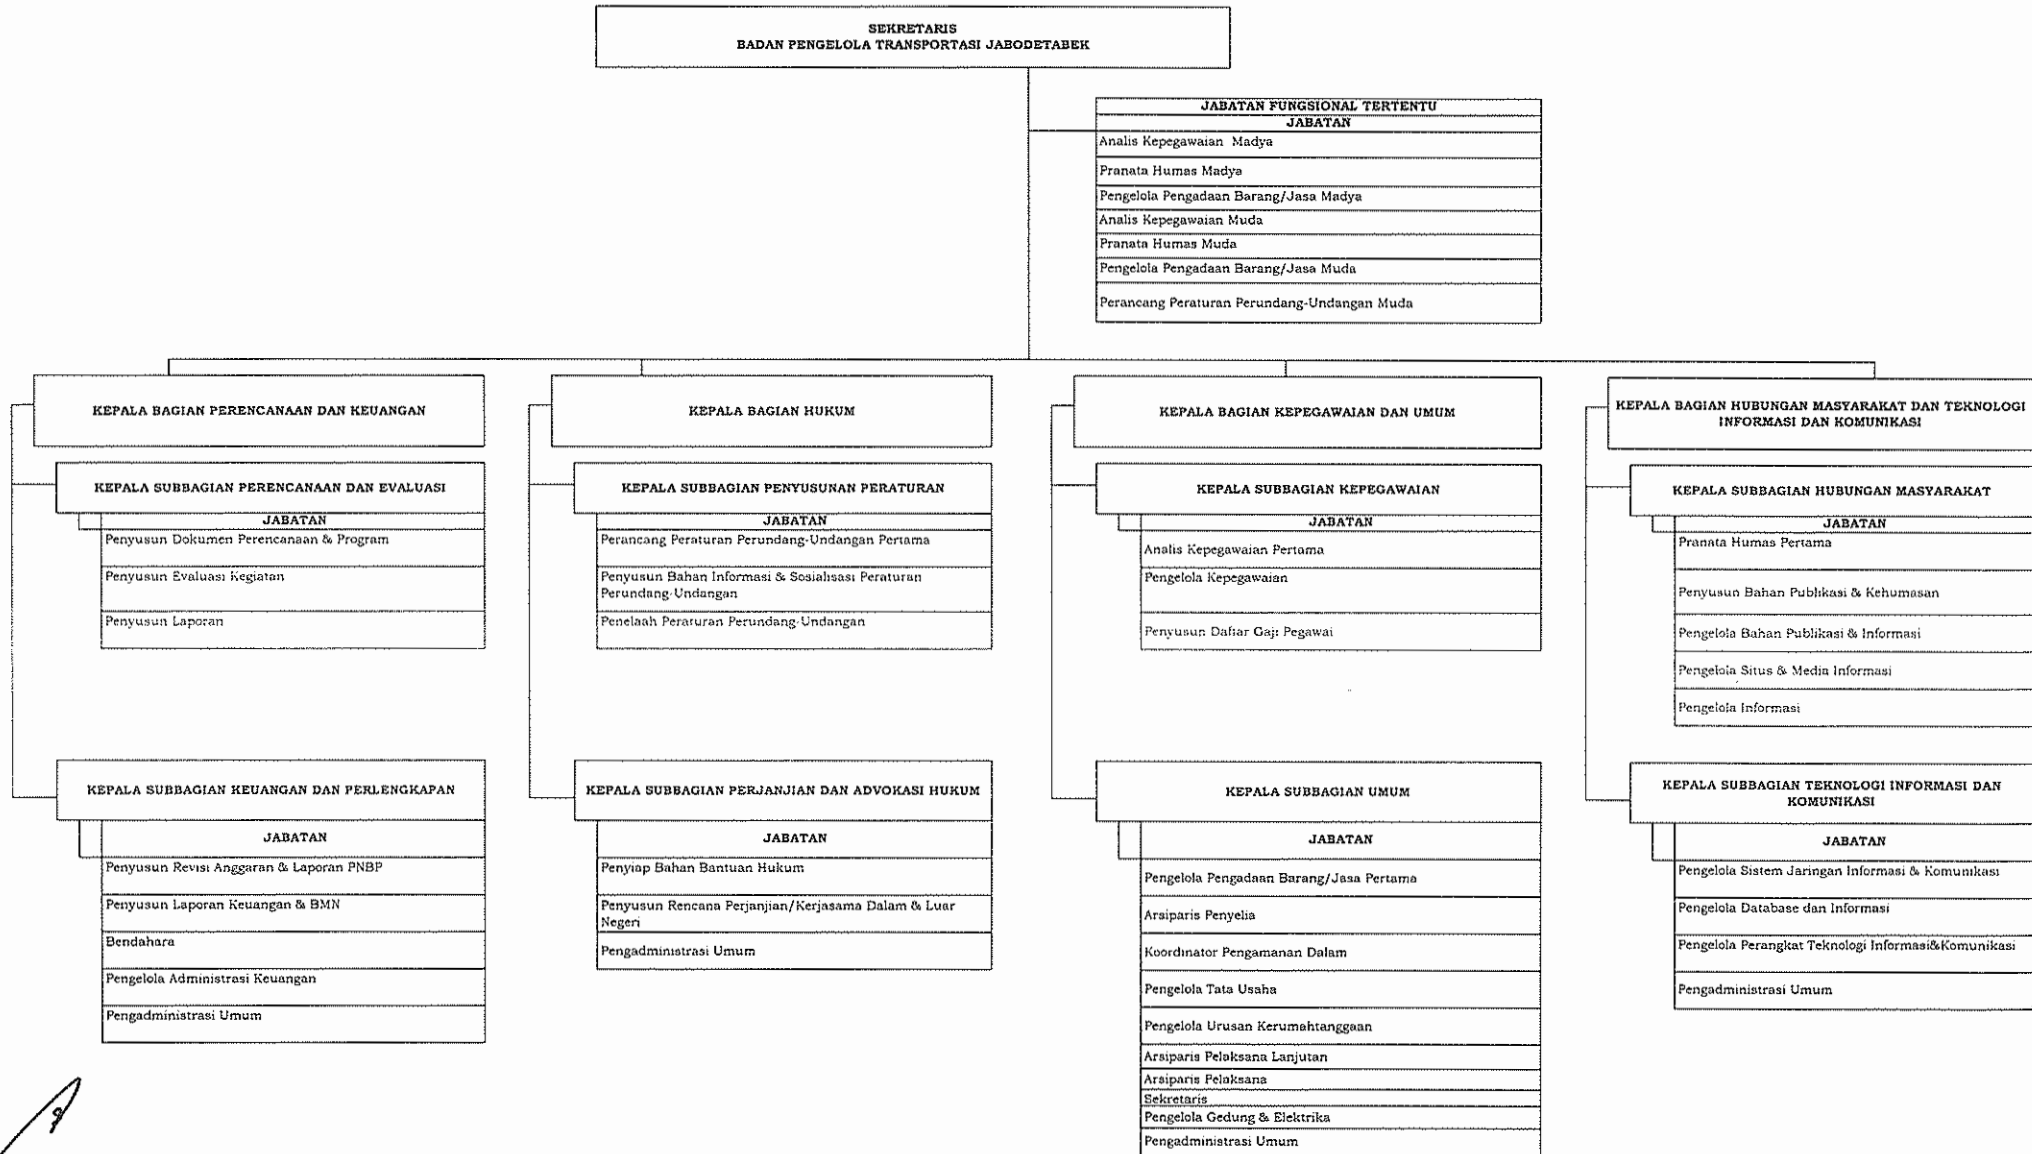 SEKRETARIS
BADAN PENGELOLA TRANSPORTASI JABODETABEK
JABATAN FUNGSIONAL TERTENTU
JABATAN
Analis Kepegawaian Madya
Pranata Humas Madya
Pengelola Pengadaan Barang/Jasa Madya
Analis Kepegawaian Muda
Pranata Humas Muda
Pengelola Pengadaan Barang/Jasa Muda
Perancang Peraturan Perundang-Undangan Muda
KEPALA BAGIAN PERENCANAAN DAN KEUANGAN
KEPALA SUBBAGIAN PERENCANAAN DAN EVALUASI
JABATAN
Penyusun Dokumen Perencanaan & Program
Penyusun Evaluasi Kegiatan
Penyusun Laporan
KEPALA SUBBAGIAN KEUANGAN DAN PERLENGKAPAN
JABATAN
Penyusun Revisi Anggaran & Laporan PNBP
Penyusun Laporan Keuangan & BMN
Bendahara
Pengelola Administrasi Keuangan
Pengadministrasi Umum
KEPALA BAGIAN HUKUM
KEPALA SUBBAGIAN PENYUSUNAN PERATURAN
JABATAN
Perancang Peraturan Perundang-Undangan Pertama
Penyusun Bahan Informasi & Sosialisasi Peraturan
Perundang-Undangan
Penelaah Peraturan Perundang-Undangan
KEPALA SUBBAGIAN PERJANJIAN DAN ADVOKASI HUKUM
JABATAN
Penyiap Bahan Bantuan Hukum
Penyusun Rencana Perjanjian/Kerjasama Dalam & Luar
Negeri
Pengadministrasi Umum
KEPALA BAGIAN KEPEGAWAIAN DAN UMUM
KEPALA SUBBAGIAN KEPEGAWAIAN
JABATAN
Analis Kepegawaian Pertama
Pengelola Kepegawaian
Penyusun Daftar Gaji Pegawai
KEPALA SUBBAGIAN UMUM
JABATAN
Pengelola Pengadaan Barang/Jasa Pertama
Arsiparis Penyelia
Koordinator Pengamanan Dalam
Pengelola Tata Usaha
Pengelola Urusan Kerumahtanggaan
Arsiparis Pelaksana Lanjutan
Arsiparis Pelaksana
Sekretaris
Pengelola Gedung & Elektrika
Pengadministrasi Umum
KEPALA BAGIAN HUBUNGAN MASYARAKAT DAN TEKNOLOGI
INFORMASI DAN KOMUNIKASI
KEPALA SUBBAGIAN HUBUNGAN MASYARAKAT
JABATAN
Pranata Humas Pertama
Penyusun Bahan Publikasi & Kehumasan
Pengelola Bahan Publikasi & Informasi
Pengelola Situs & Media Informasi
Pengelola Informasi
KEPALA SUBBAGIAN TEKNOLOGI INFORMASI DAN
KOMUNIKASI
JABATAN
Pengelola Sistem Jaringan Informasi & Komunikasi
Pengelola Database dan Informasi
Pengelola Perangkat Teknologi Informasi&Komunikasi
Pengadministrasi Umum